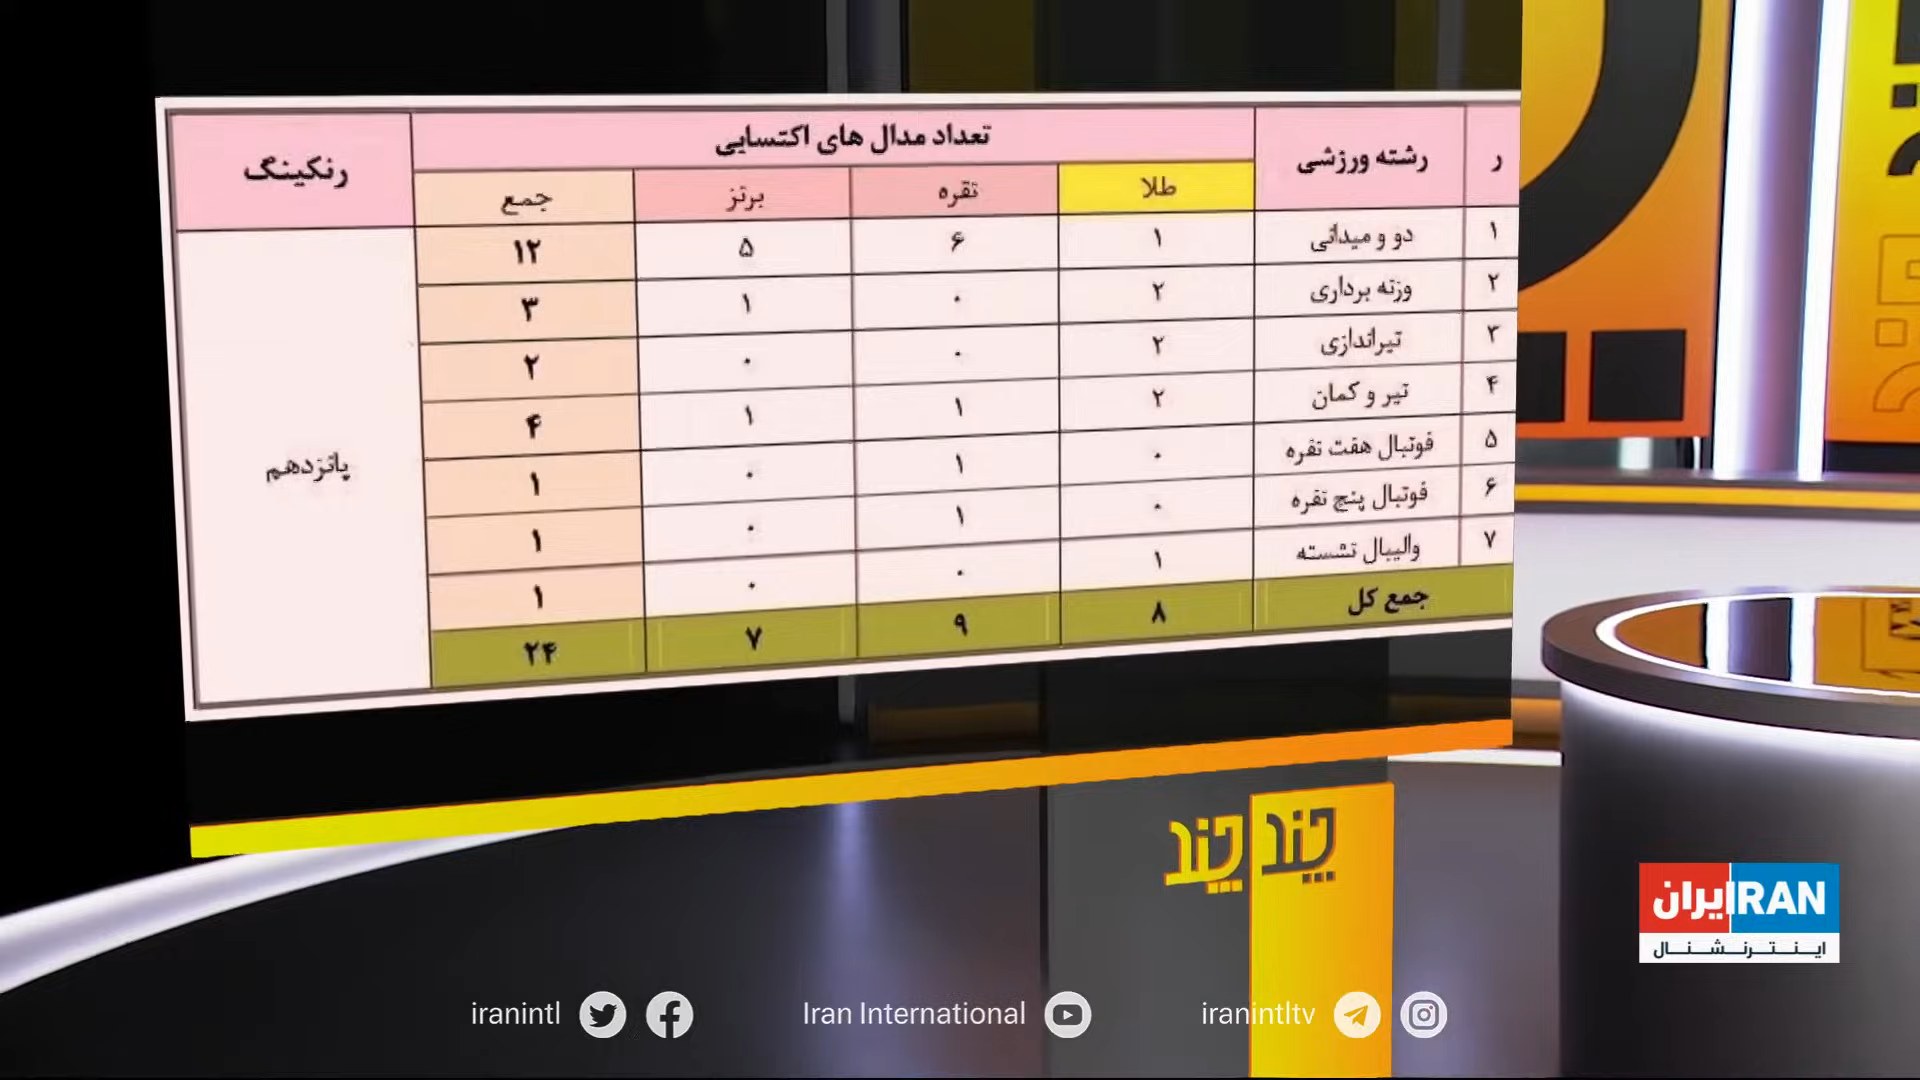 ر رشته ورزشی تعداد مدال های اکتسایی رنکینگ
طلا نقره برنز جمع
۱ دو و میدانی ۱ ۶ ۵ ۱۲
۲ وزنه برداری ۲ ۰ ۱ ۳
۳ تیراندازی ۲ ۰ ۰ ۲
۴ تیر و کمان ۲ ۱ ۱ ۴
۵ فوتبال هفت نفره ۰ ۱ ۰ ۱
۶ فوتبال پنج نفره ۰ ۱ ۰ ۱
۷ والیبال نشسته ۱ ۰ ۰ ۱
جمع کل ۸ ۹ ۷ ۲۴
پانزدهم
چند چند
ایران IRAN
اینترنشنال
iranintl Iran International iranintltv